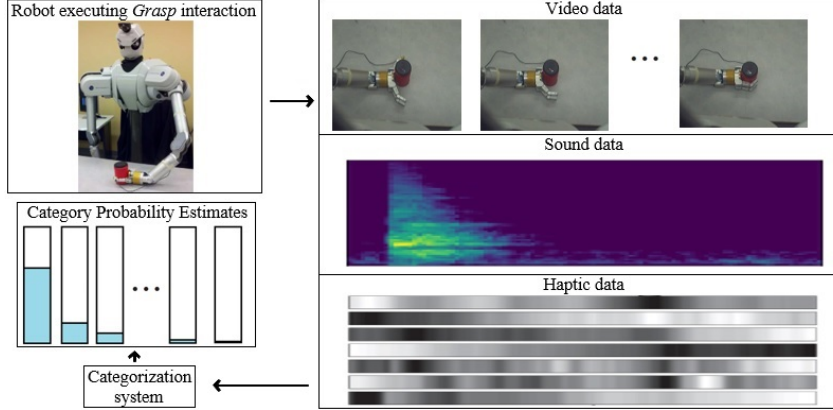 Robot executing Grasp interaction
Video data
Sound data
Category Probability Estimates
Haptic data
Categorization
system